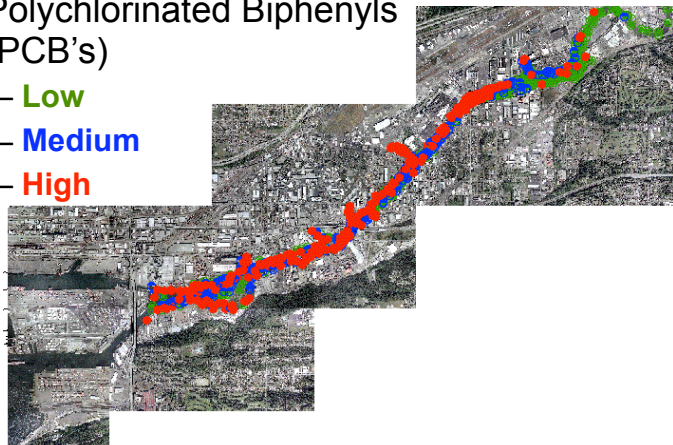 Polychlorinated Biphenyls
(PCB's)
– Low
– Medium
– High